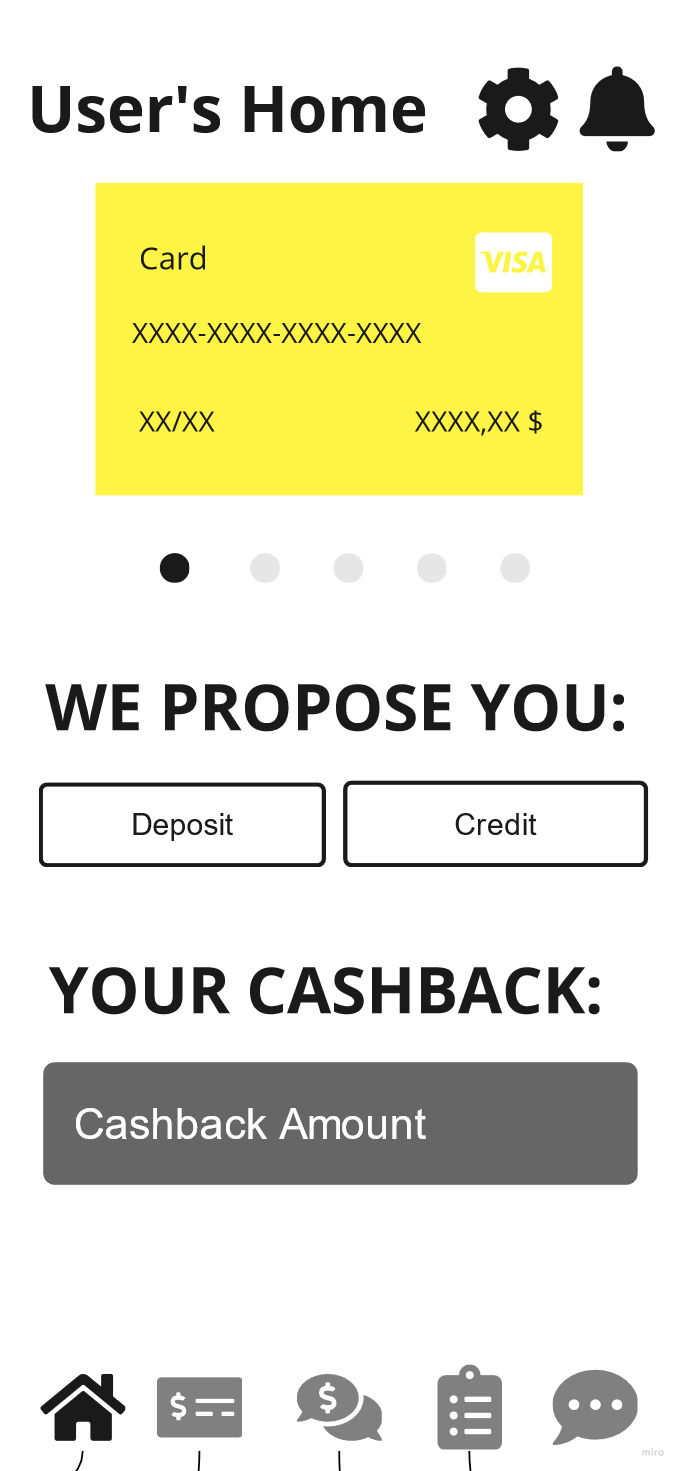 User's Home
Card
VISA
XXXX-XXXX-XXXX-XXXX
XX/XX
XXXX,XX $
WE PROPOSE YOU:
Deposit
Credit
YOUR CASHBACK:
Cashback Amount
$
$
miro